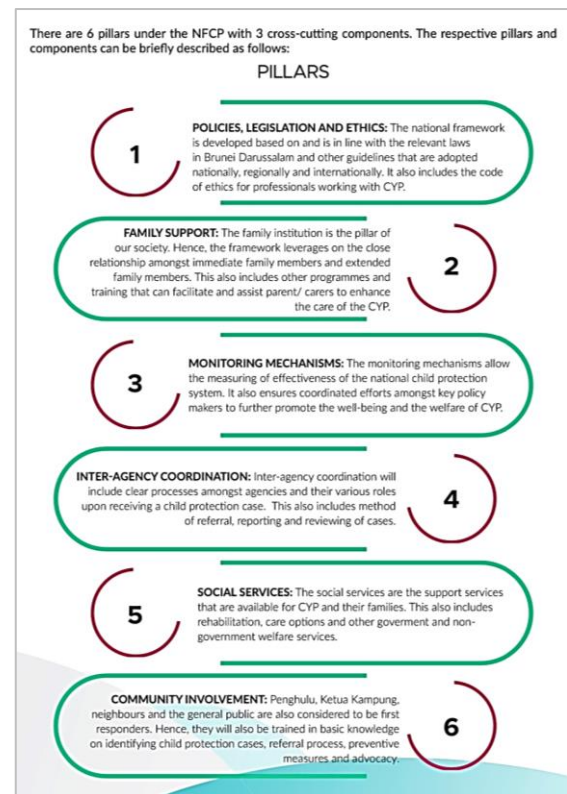 There are 6 pillars under the NFCP with 3 cross-cutting components. The respective pillars and
components can be briefly described as follows:
PILLARS
1
POLICIES, LEGISLATION AND ETHICS: The national framework
is developed based on and is in line with the relevant laws
in Brunei Darussalam and other guidelines that are adopted
nationally, regionally and internationally. It also includes the code
of ethics for professionals working with CYP.
FAMILY SUPPORT: The family institution is the pillar of
our society. Hence, the framework leverages on the close
relationship amongst immediate family members and extended
family members. This also includes other programmes and
training that can facilitate and assist parent/ carers to enhance
the care of the CYP.
2
3
MONITORING MECHANISMS: The monitoring mechanisms allow
the measuring of effectiveness of the national child protection
system. It also ensures coordinated efforts amongst key policy
makers to further promote the well-being and the welfare of CYP.
INTER-AGENCY COORDINATION: Inter-agency coordination will
include clear processes amongst agencies and their various roles
upon receiving a child protection case. This also includes method
of referral, reporting and reviewing of cases.
4
5
SOCIAL SERVICES: The social services are the support services
that are available for CYP and their families. This also includes
rehabilitation, care options and other goverment and non-
government welfare services.
COMMUNITY INVOLVEMENT: Penghulu, Ketua Kampung,
neighbours and the general public are also considered to be first
responders. Hence, they will also be trained in basic knowledge
on identifying child protection cases, referral process, preventive
measures and advocacy.
6